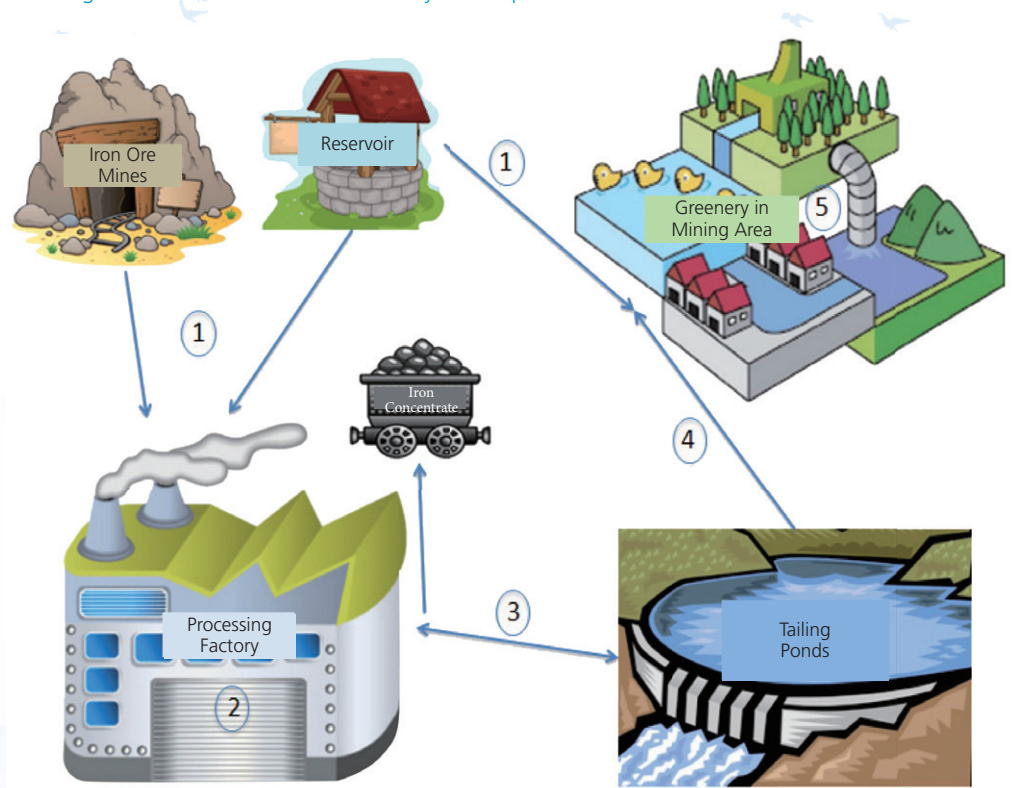 Iron Ore
Mines
Reservoir
1
Greenery in
Mining Area
5
1
Iron
Concentrate
4
3
Processing
Factory
2
Tailing
Ponds